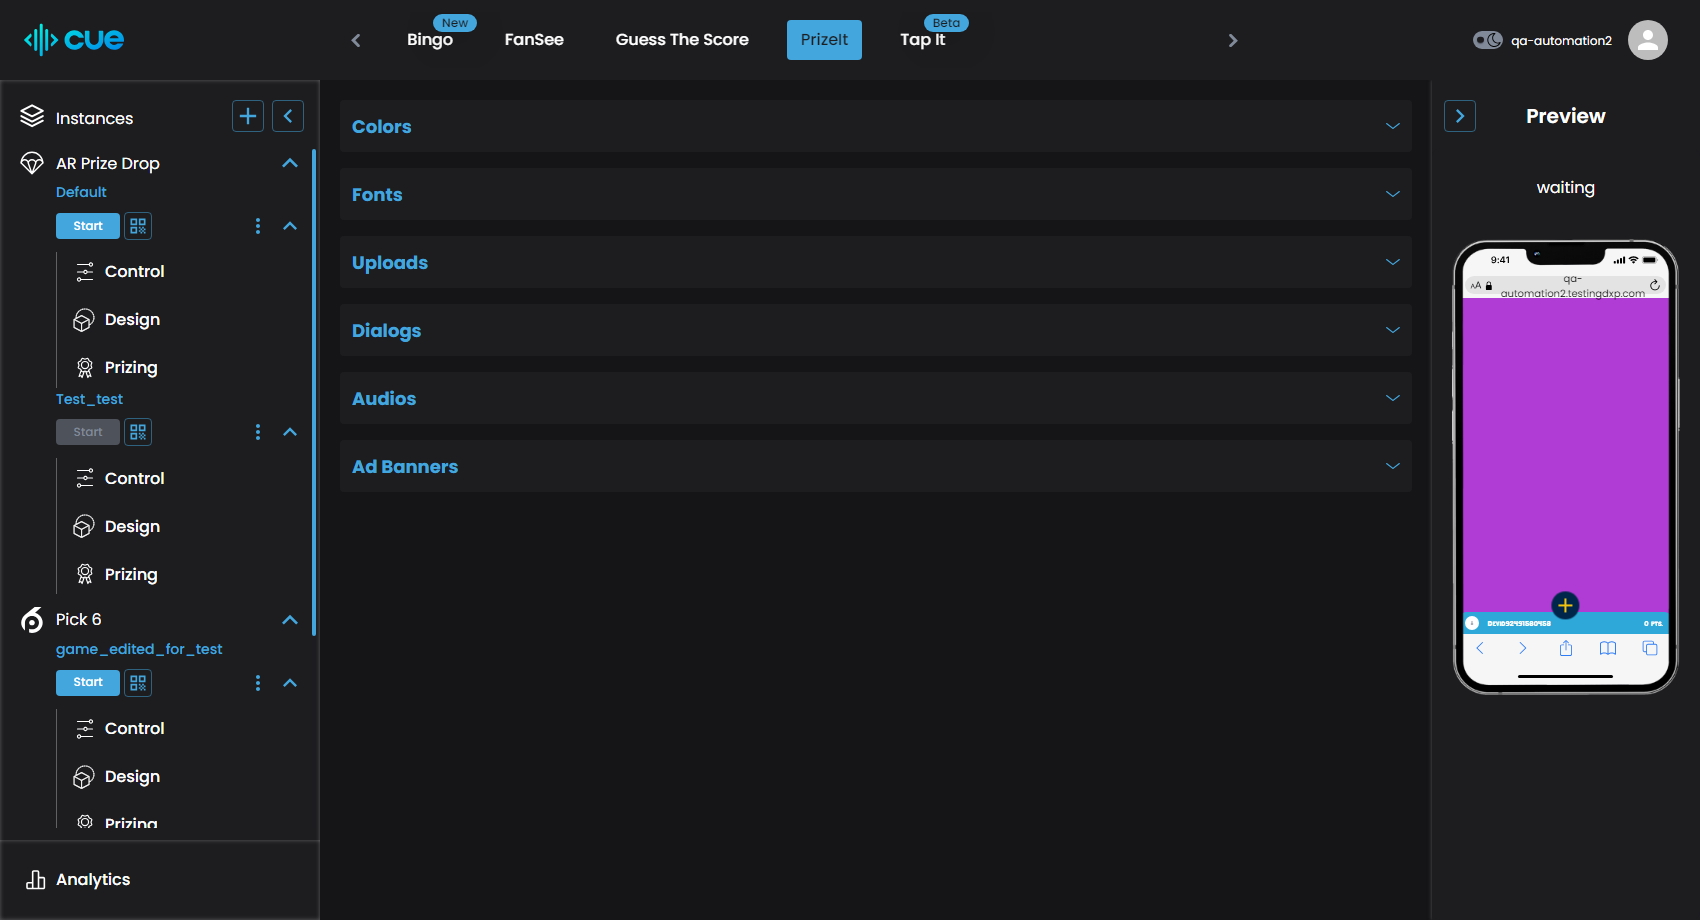 cue
Bingo
New
FanSee
Guess The Score
PrizeIt
Tap It
Beta
qa-automation2
Instances
AR Prize Drop
Default
Start
Control
Design
Prizing
Test_test
Start
Control
Design
Prizing
Pick 6
game_edited_for_test
Start
Control
Design
Prizing
Analytics
Colors
Fonts
Uploads
Dialogs
Audios
Ad Banners
Preview
waiting
9:41
AA
qa-
automation2.testingdxp.com
0 PTS.